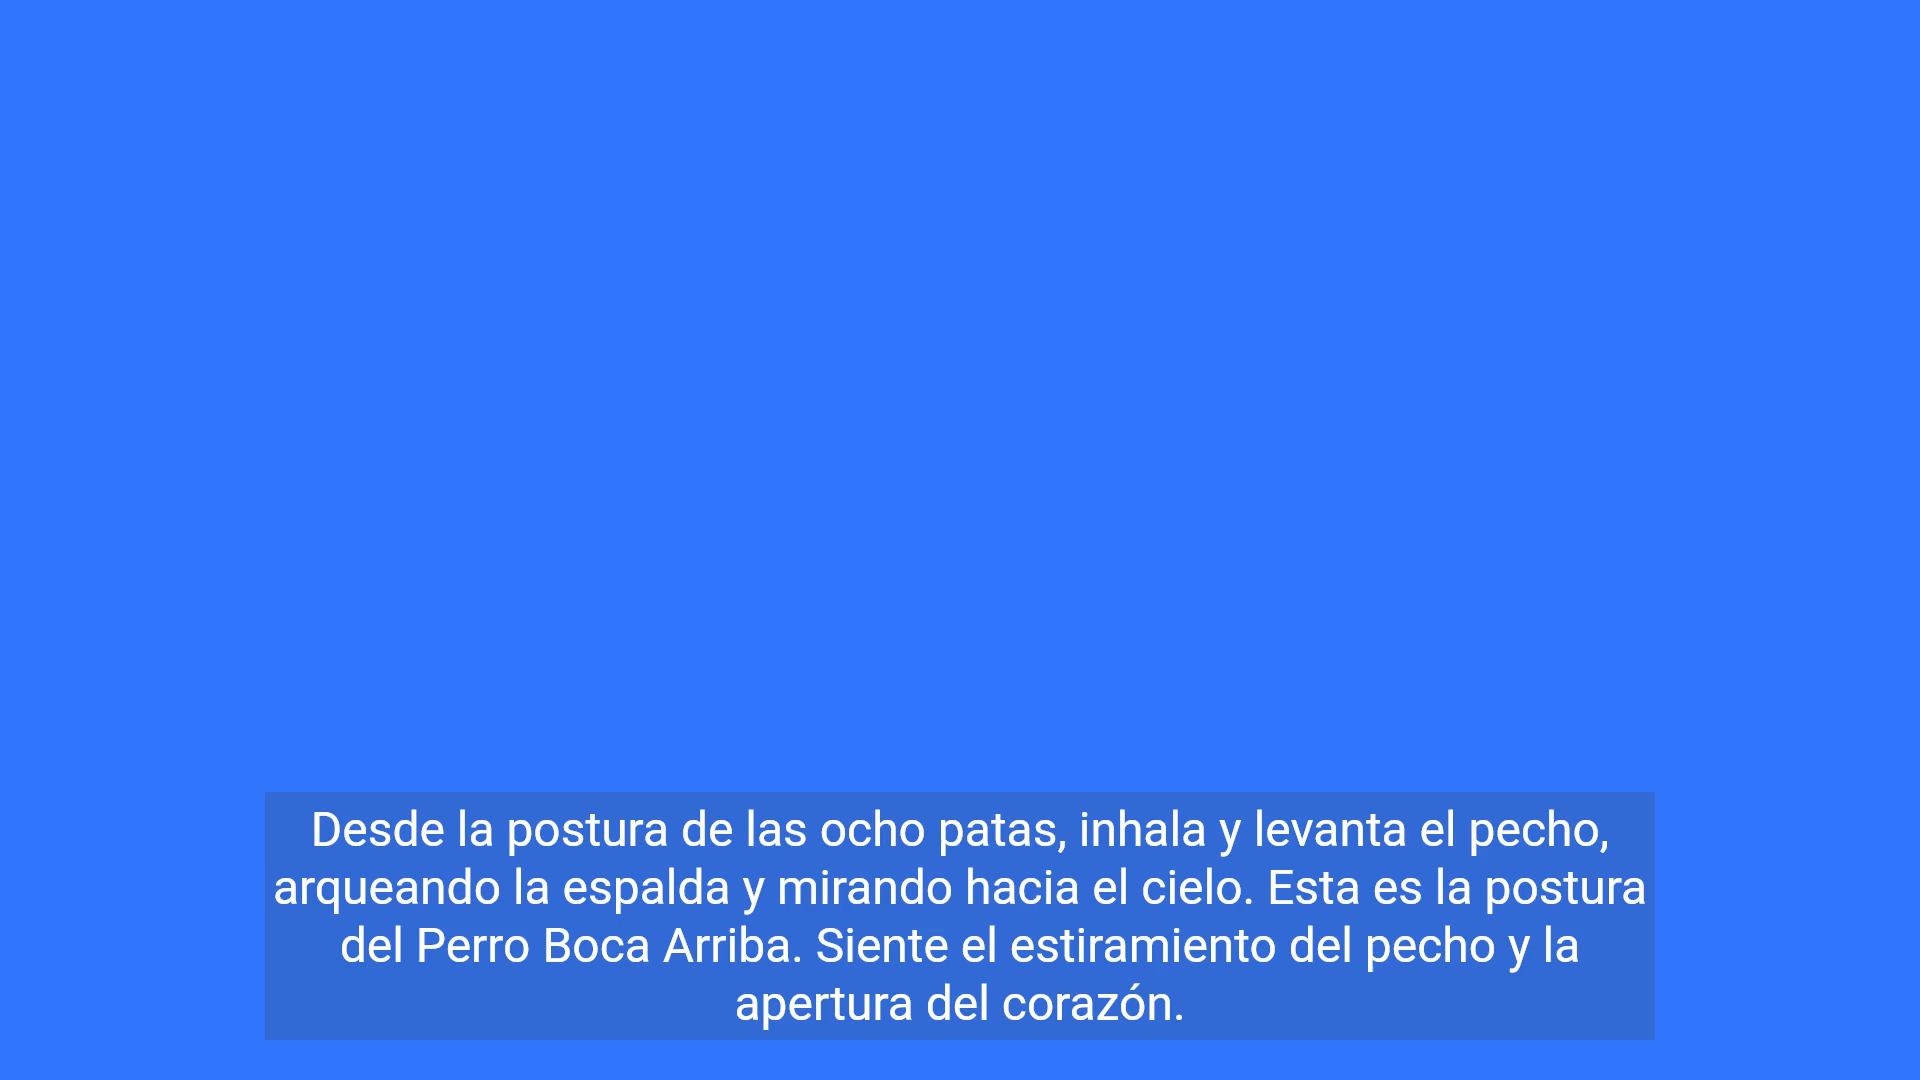 Desde la postura de las ocho patas, inhala y levanta el pecho,
arqueando la espalda y mirando hacia el cielo. Esta es la postura
del Perro Boca Arriba. Siente el estiramiento del pecho y la
apertura del corazón.